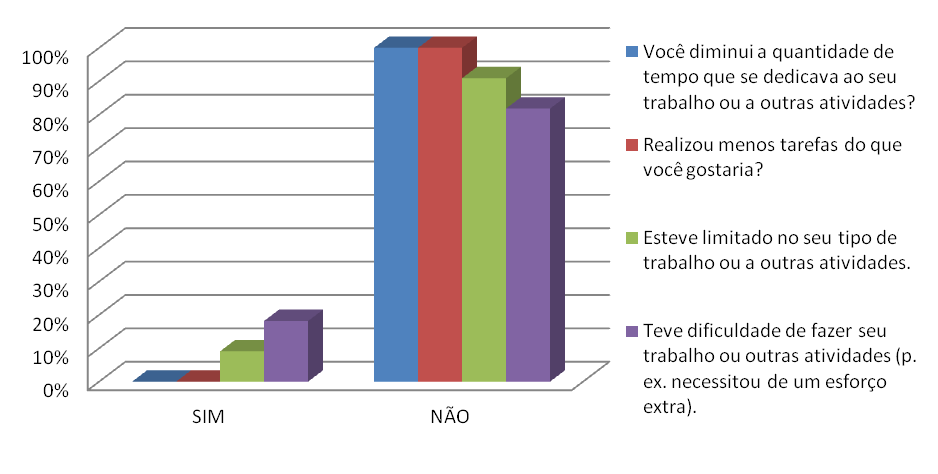 100%
90%
80%
70%
60%
50%
40%
30%
20%
10%
0%
SIM
NÃO
Você diminui a quantidade de
tempo que se dedicava ao seu
trabalho ou a outras atividades?
Realizou menos tarefas do que
você gostaria?
Esteve limitado no seu tipo de
trabalho ou a outras atividades.
Teve dificuldade de fazer seu
trabalho ou outras atividades (p.
ex. necessitou de um esforço
extra).